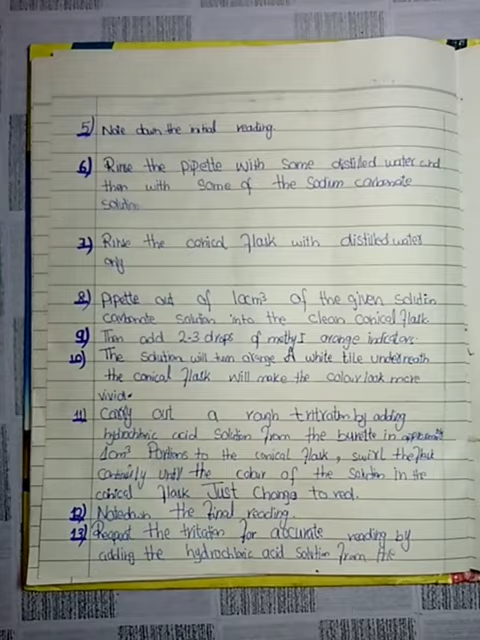 5) Note down the initial reading.
6) Rinse the pipette with some distilled water and
then with some of the sodium carbonate
solution
7) Rinse the conical flask with distilled water
only
8) Pipette out of 10cm³ of the given solution
carbonate solution into the clean conical flask.
9) Then add 2-3 drops of methyl orange indicator.
10) The solution will turn orange A white tile underneath
the conical flask will make the colour look more
vivid.
11) Carry out a rough titration by adding
hydrochloric acid solution from the burette in
1cm³ Portions to the conical flask, swirl the
until the colour of the solution in the
conical flask Just Change to red.
12) Note down the final reading.
13) Reapeat the tritation for accurate reading by
adding the hydrochloric acid solution from the